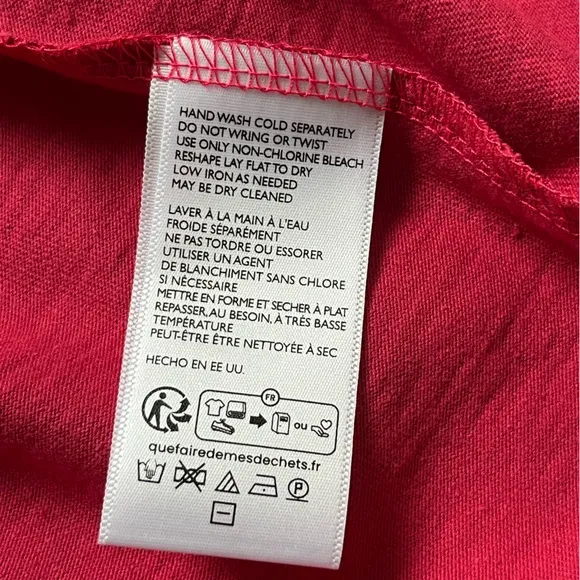 HAND WASH COLD SEPARATELY
DO NOT WRING OR TWIST
USE ONLY NON-CHLORINE BLEACH
RESHAPE LAY FLAT TO DRY
LOW IRON AS NEEDED
MAY BE DRY CLEANED
LAVER À LA MAIN À L'EAU
FROIDE SÉPARÉMENT
NE PAS TORDRE OU ESSORER
UTILISER UN AGENT
DE BLANCHIMENT SANS CHLORE
SI NÉCESSAIRE
METTRE EN FORME ET SECHER À PLAT
REPASSER, AU BESOIN, À TRÈS BASSE
TEMPÉRATURE
PEUT-ÊTRE ÊTRE NETTOYÉE À SEC
HECHO EN EE UU.
FR
OU
quefairedemesdechets.fr
P